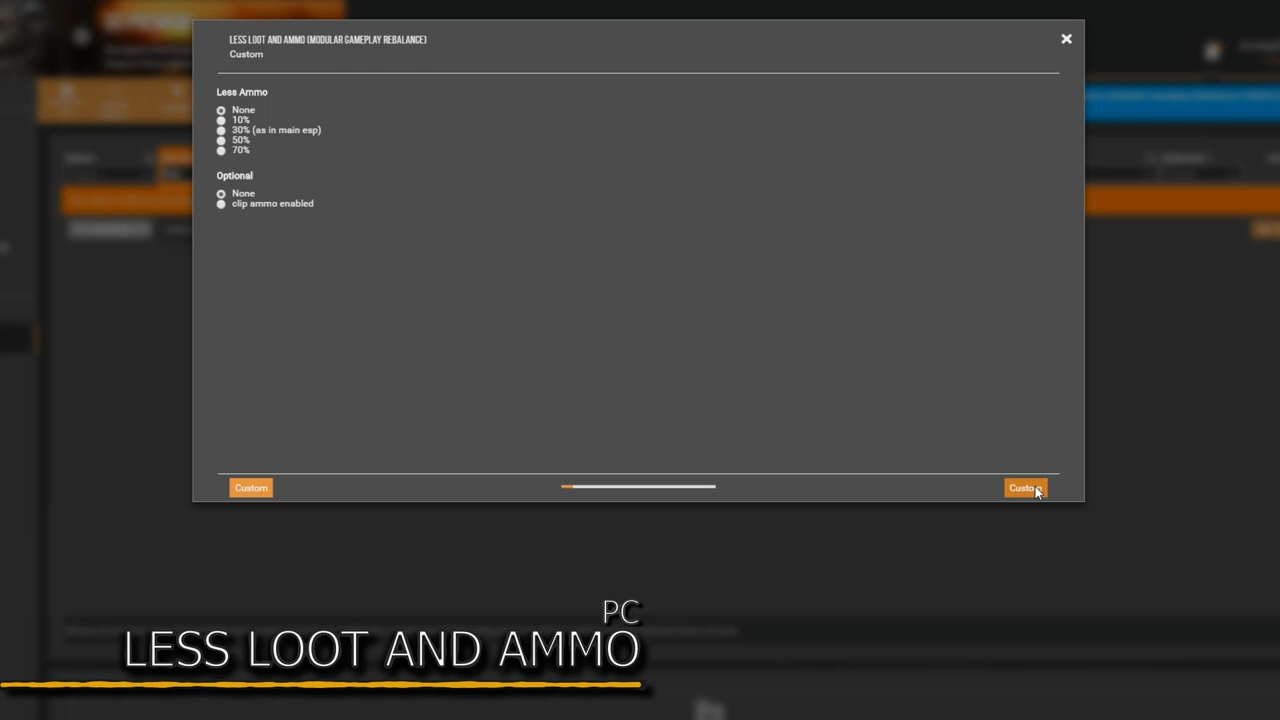 LESS LOOT AND AMMO (MODULAR GAMEPLAY REBALANCE)
Custom
Less Ammo
None
10%
30% (as in main esp)
50%
70%
Optional
None
clip ammo enabled
Custom
Custom
PC
LESS LOOT AND AMMO